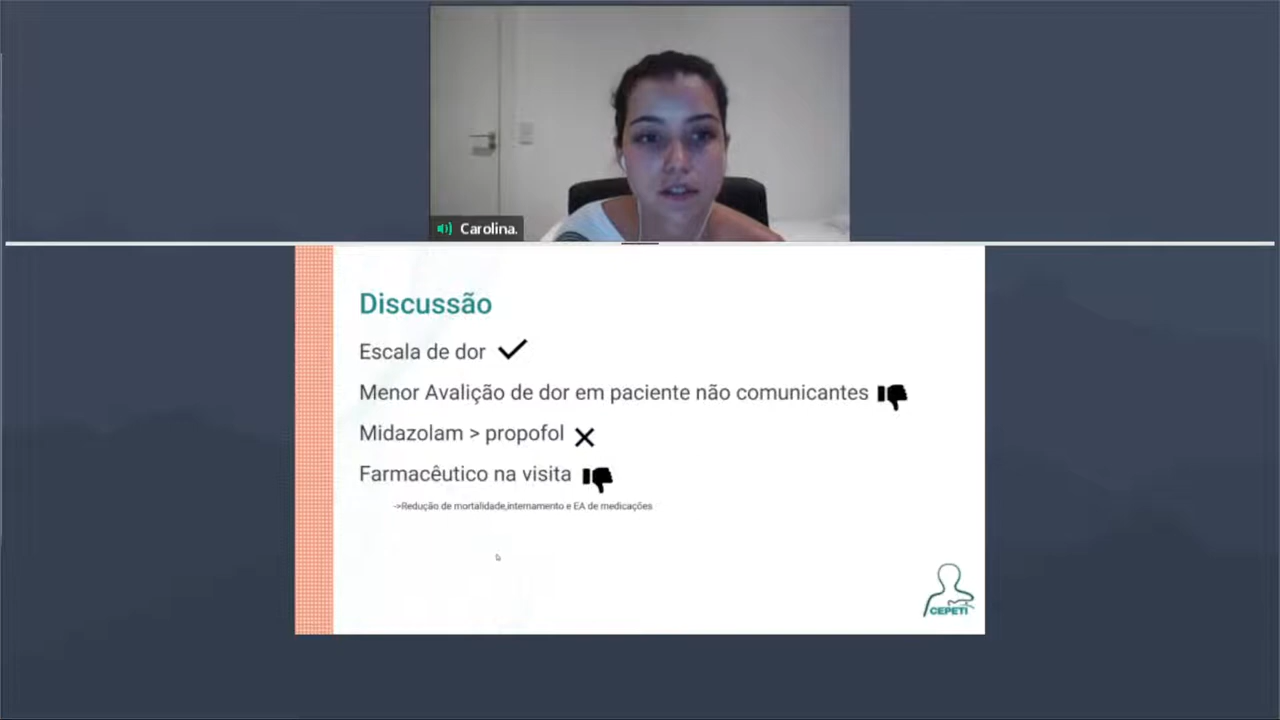 Carolina.
Discussão
Escala de dor
Menor Avalição de dor em paciente não comunicantes
Midazolam > propofol
Farmacêutico na visita
->Redução de mortalidade,internamento e EA de medicações
CEPETI